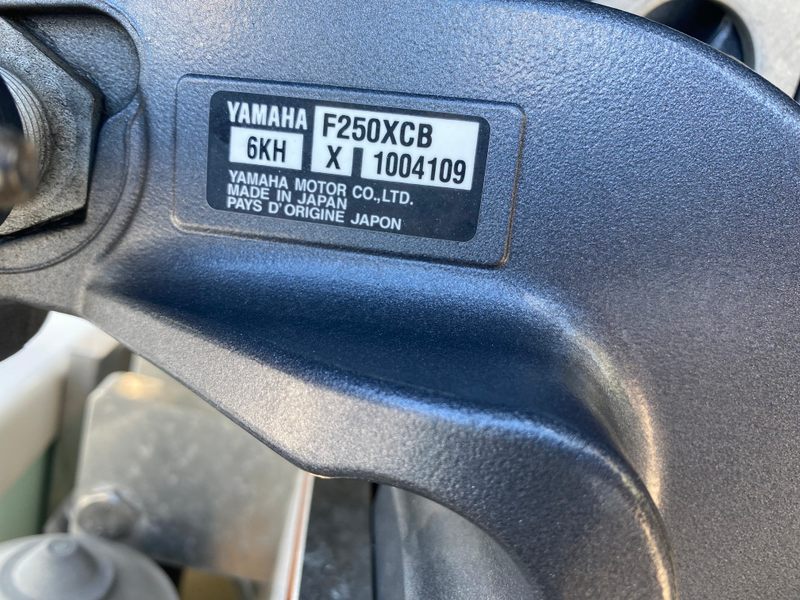 YAMAHA F250XCB
6KH X 1004109
YAMAHA MOTOR CO.,LTD.
MADE IN JAPAN
PAYS D'ORIGINE JAPON